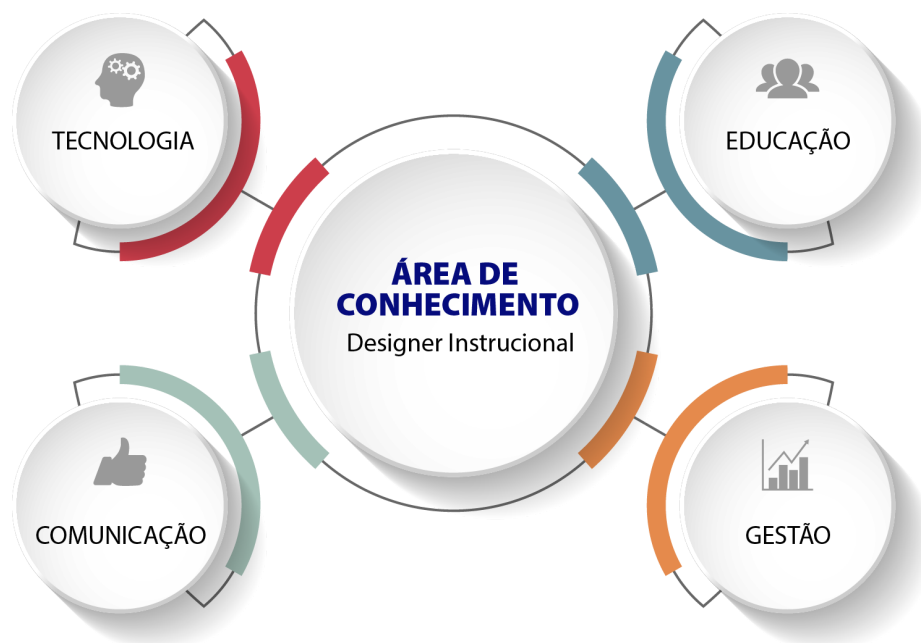 TECNOLOGIA
EDUCAÇÃO
ÁREA DE
CONHECIMENTO
Designer Instrucional
COMUNICAÇÃO
GESTÃO